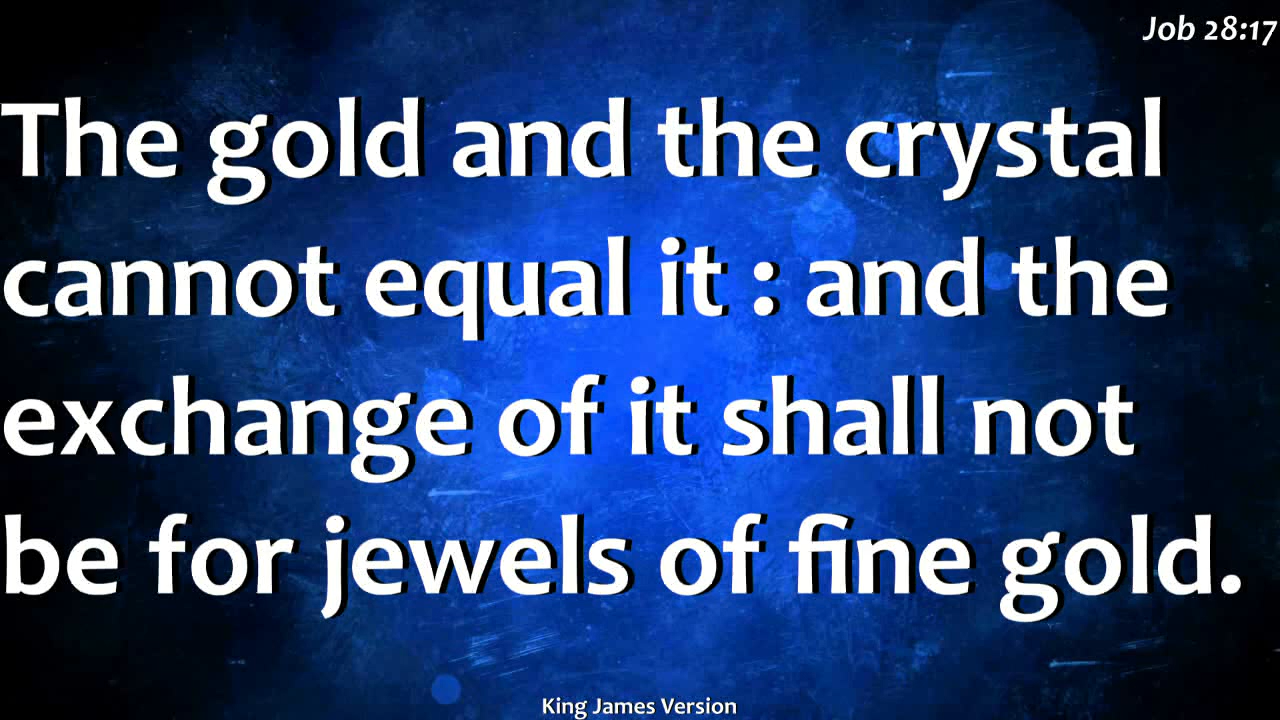 Job 28:17
The gold and the crystal
cannot equal it : and the
exchange of it shall not
be for jewels of fine gold.
King James Version